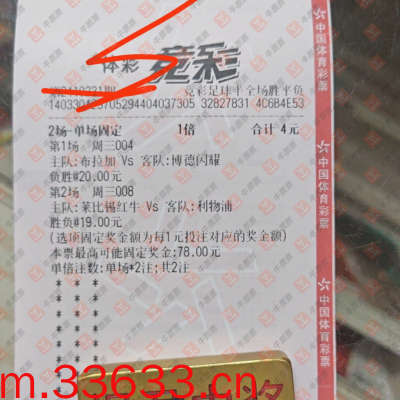 体彩 竞彩
竞彩足球半全场胜平负
32827831 4C6B4E53
2场-单场固定 1倍 合计 4元
第1场 周三004
主队:布拉加 Vs 客队:博德闪耀
负胜@20.00元
第2场 周三008
主队:莱比锡红牛 Vs 客队:利物浦
胜负@19.00元
(选项固定奖金额为每1元投注对应的奖金额)
本票最高可能固定奖金:78.00元
单倍注数:单场*2注;共2注
* * *
* * *
* * *
* * *
* * *
* * *
中国体育彩票
中国体育彩票
中国体育彩票
m.33633.cn